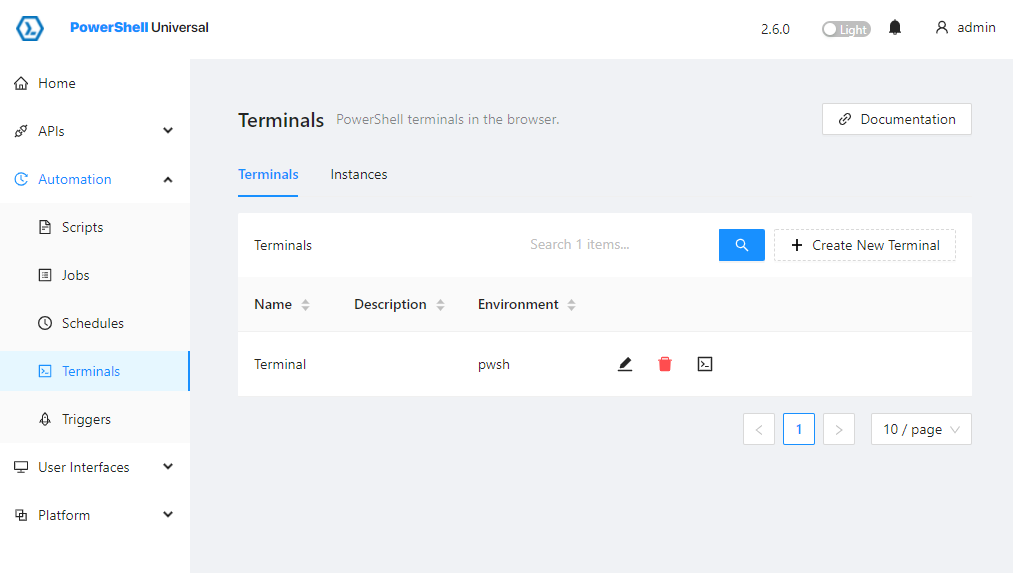 PowerShell Universal
2.6.0
Light
admin
Home
APIs
Automation
Scripts
Jobs
Schedules
Terminals
Triggers
User Interfaces
Platform
Terminals PowerShell terminals in the browser.
Documentation
Terminals Instances
Terminals Search 1 items... Create New Terminal
Name Description Environment
Terminal pwsh
1 10 / page